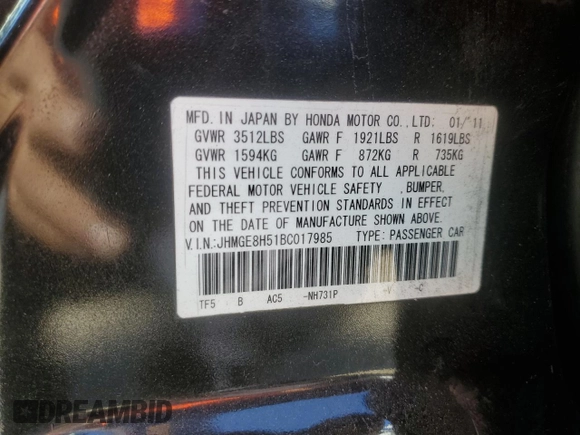 MFD. IN JAPAN BY HONDA MOTOR CO., LTD. 01/11
GVWR 3512LBS GAWR F 1921LBS R 1619LBS
GVWR 1594KG GAWR F 872KG R 735KG
THIS VEHICLE CONFORMS TO ALL APPLICABLE
FEDERAL MOTOR VEHICLE SAFETY , BUMPER,
AND THEFT PREVENTION STANDARDS IN EFFECT
ON THE DATE OF MANUFACTURE SHOWN ABOVE.
V.I.N.:JHMGE8H51BC017985 TYPE: PASSENGER CAR
TF5 B AC5 -NH731P -V -C
DREAMBID